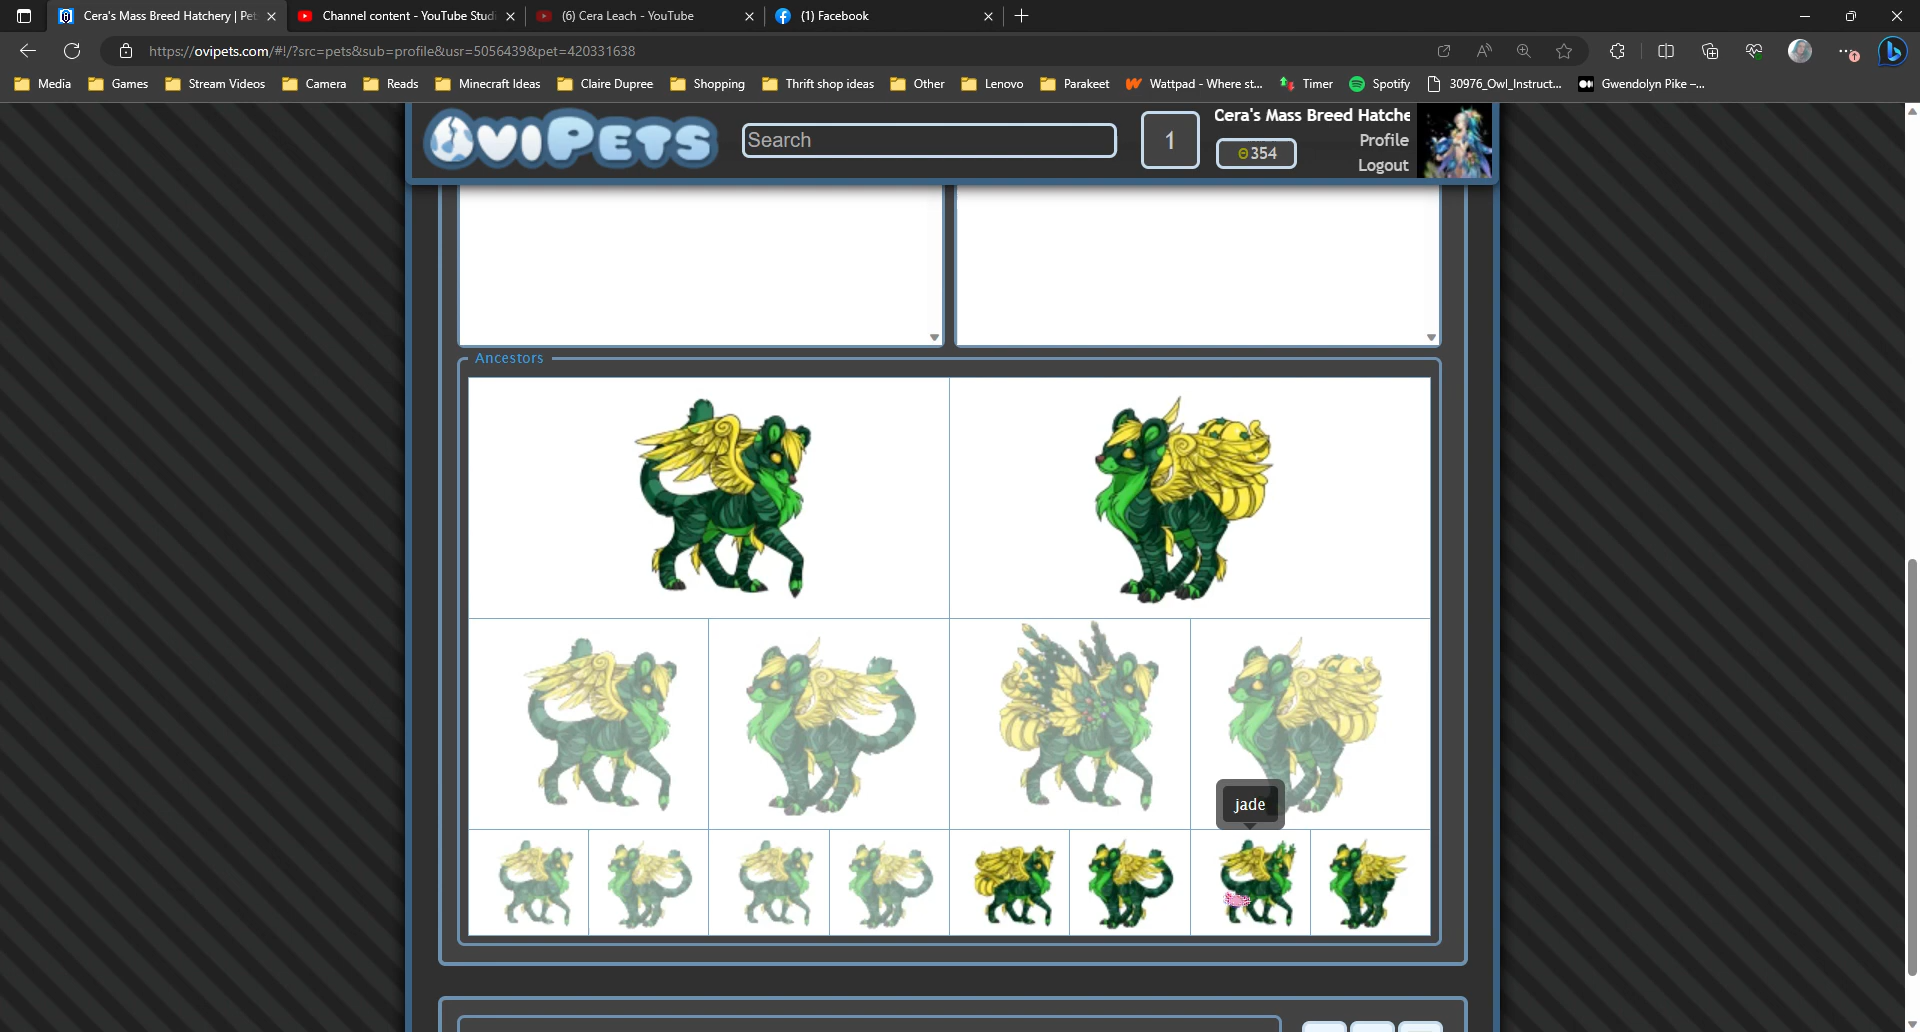 Cera's Mass Breed Hatchery | Pet
Channel content - YouTube Studi
(6) Cera Leach - YouTube
(1) Facebook
https://ovipets.com/#!/?src=pets&sub=profile&usr=5056439&pet=420331638
Media
Games
Stream Videos
Camera
Reads
Minecraft Ideas
Claire Dupree
Shopping
Thrift shop ideas
Other
Lenovo
Parakeet
Wattpad - Where st...
Timer
Spotify
30976_Owl_Instruct...
Gwendolyn Pike –...
OviPets
Search
1
Cera's Mass Breed Hatche
354
Profile
Logout
Ancestors
jade